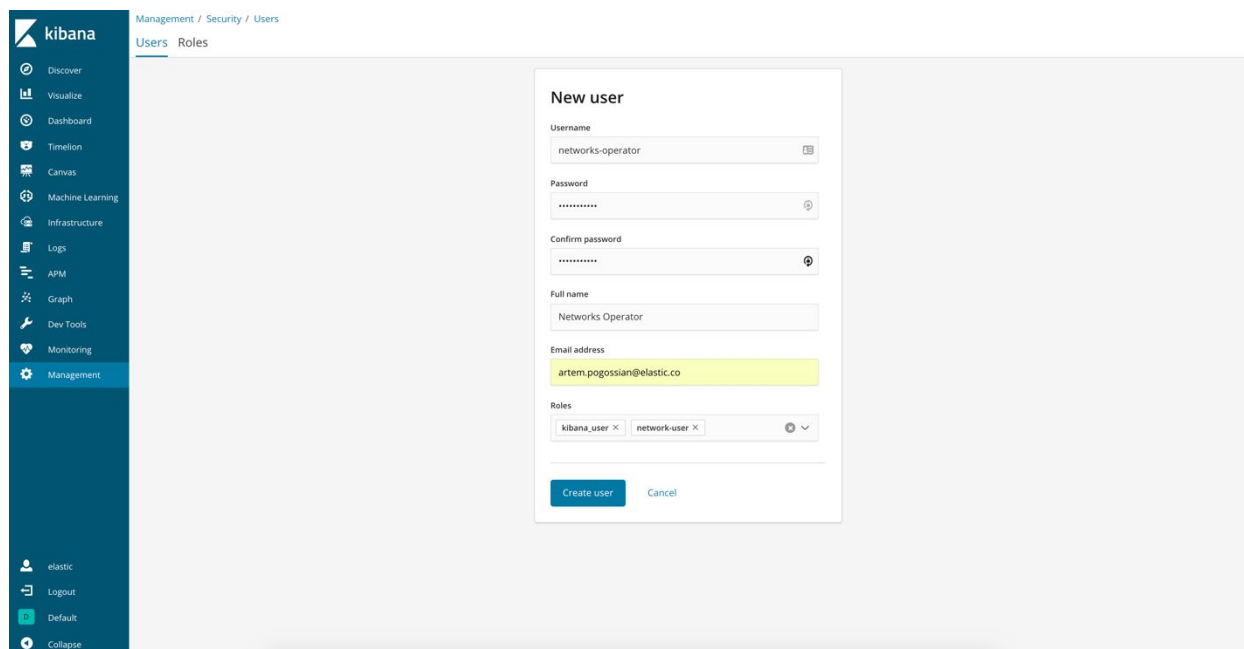 kibana
Discover
Visualize
Dashboard
Timelion
Canvas
Machine Learning
Infrastructure
Logs
APM
Graph
Dev Tools
Monitoring
Management
elastic
Logout
D Default
Collapse
Management / Security / Users
Users Roles
New user
Username
networks-operator
Password
•••••••••••
Confirm password
•••••••••••
Full name
Networks Operator
Email address
artem.pogossian@elastic.co
Roles
kibana_user × network-user ×
Create user Cancel